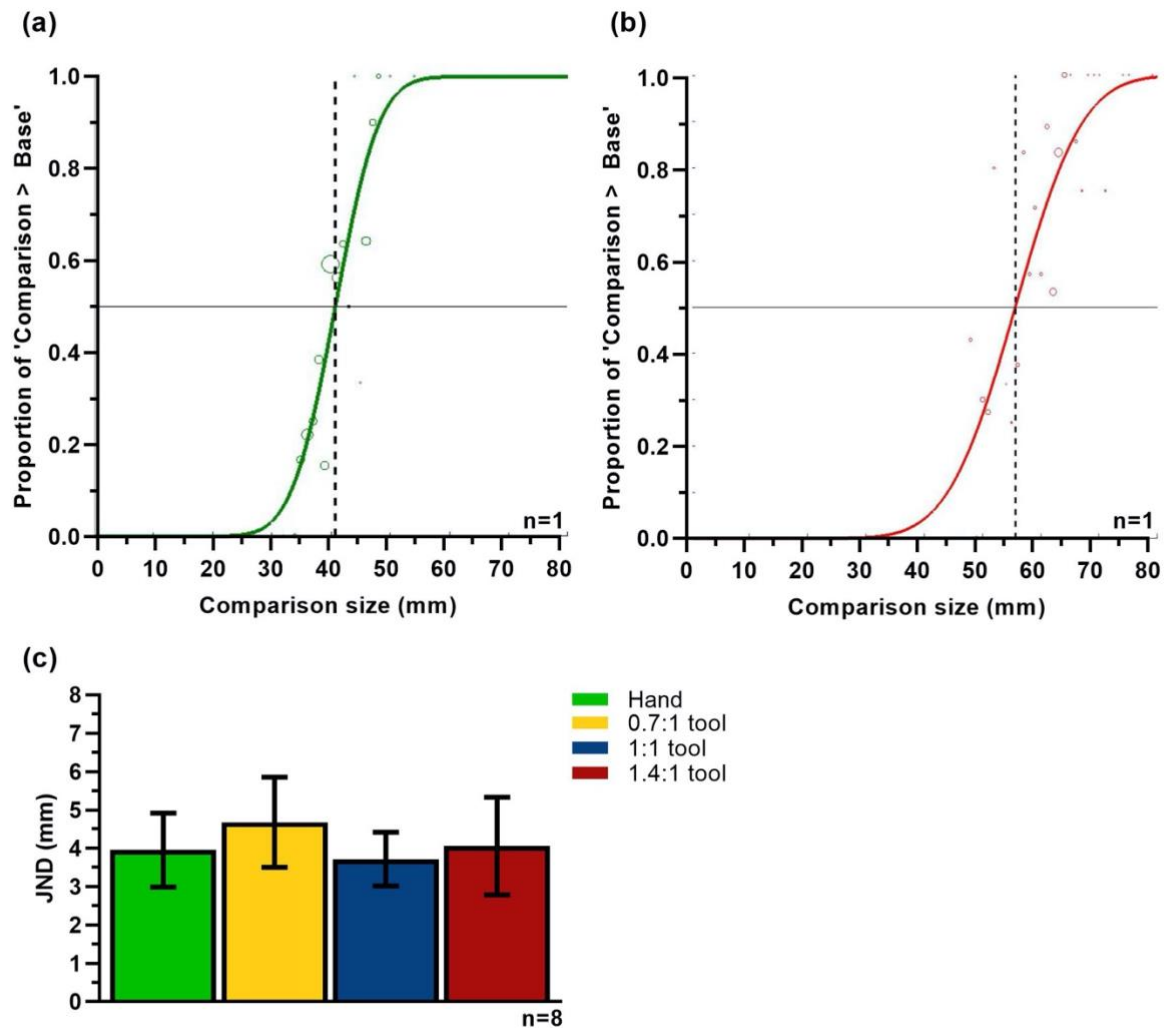 (a)
Proportion of 'Comparison > Base'
1.0
0.8
0.6
0.4
0.2
0.0
0 10 20 30 40 50 60 70 80
n=1
Comparison size (mm)
(b)
Proportion of 'Comparison > Base'
1.0
0.8
0.6
0.4
0.2
0.0
0 10 20 30 40 50 60 70 80
n=1
Comparison size (mm)
(c)
JND (mm)
8
7
6
5
4
3
2
1
0
n=8
Hand
0.7:1 tool
1:1 tool
1.4:1 tool